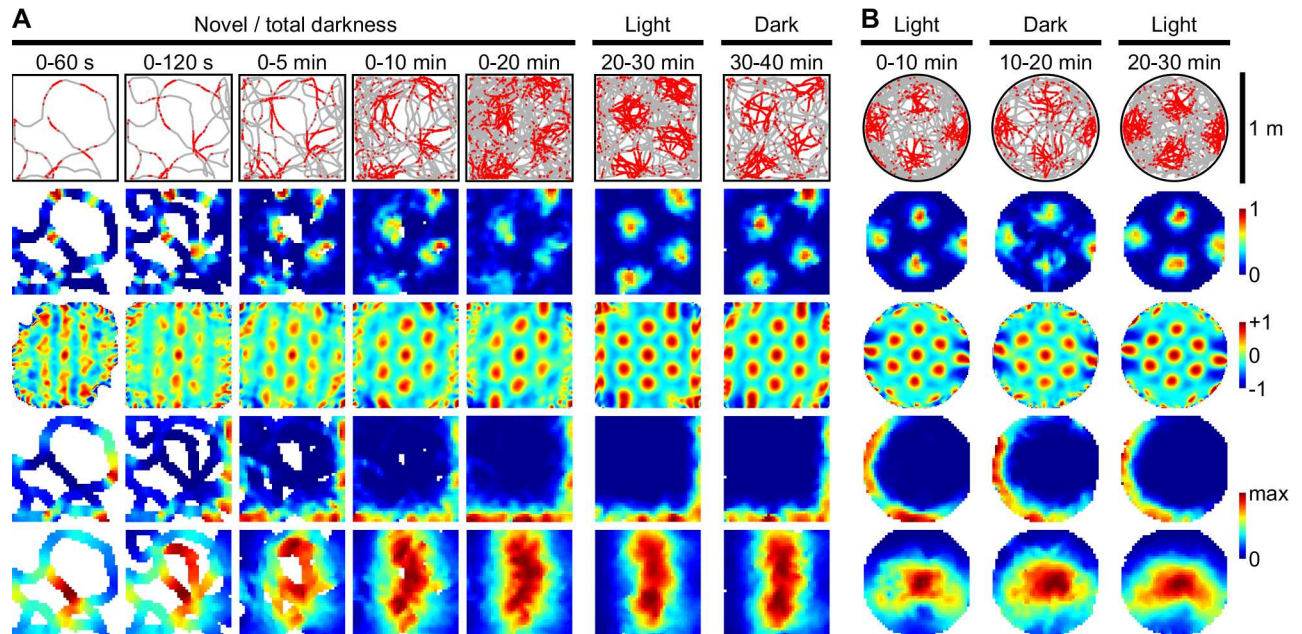 A Novel / total darkness Light Dark B Light Dark Light
0-60 s 0-120 s 0-5 min 0-10 min 0-20 min 20-30 min 30-40 min 0-10 min 10-20 min 20-30 min
1 m
1
0
+1
0
-1
max
0